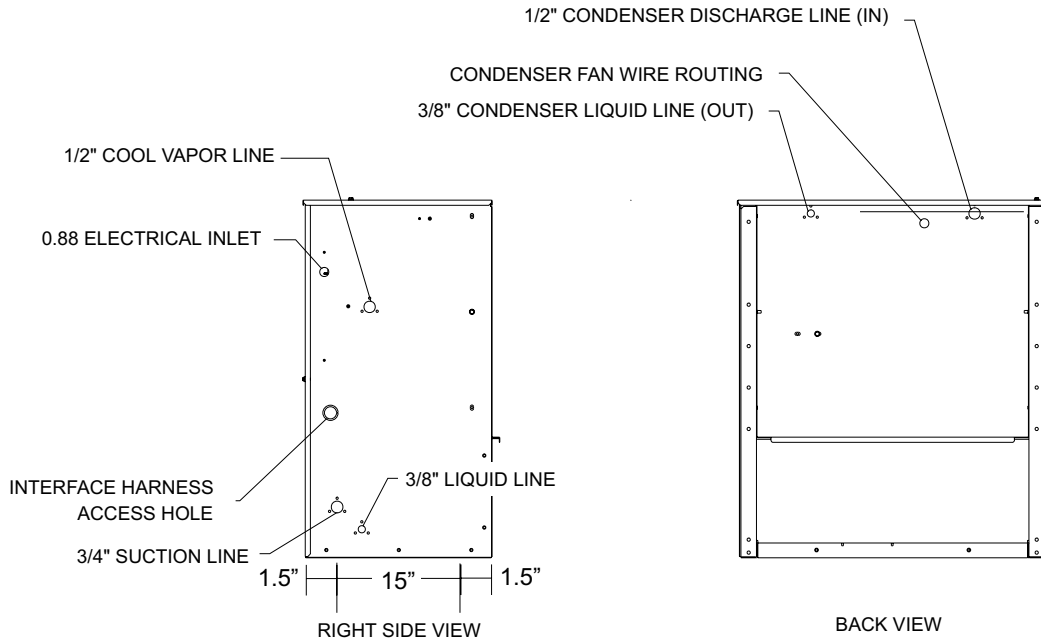 1/2" CONDENSER DISCHARGE LINE (IN)
CONDENSER FAN WIRE ROUTING
3/8" CONDENSER LIQUID LINE (OUT)
1/2" COOL VAPOR LINE
0.88 ELECTRICAL INLET
3/8" LIQUID LINE
INTERFACE HARNESS
ACCESS HOLE
3/4" SUCTION LINE
1.5” 15” 1.5”
RIGHT SIDE VIEW
BACK VIEW